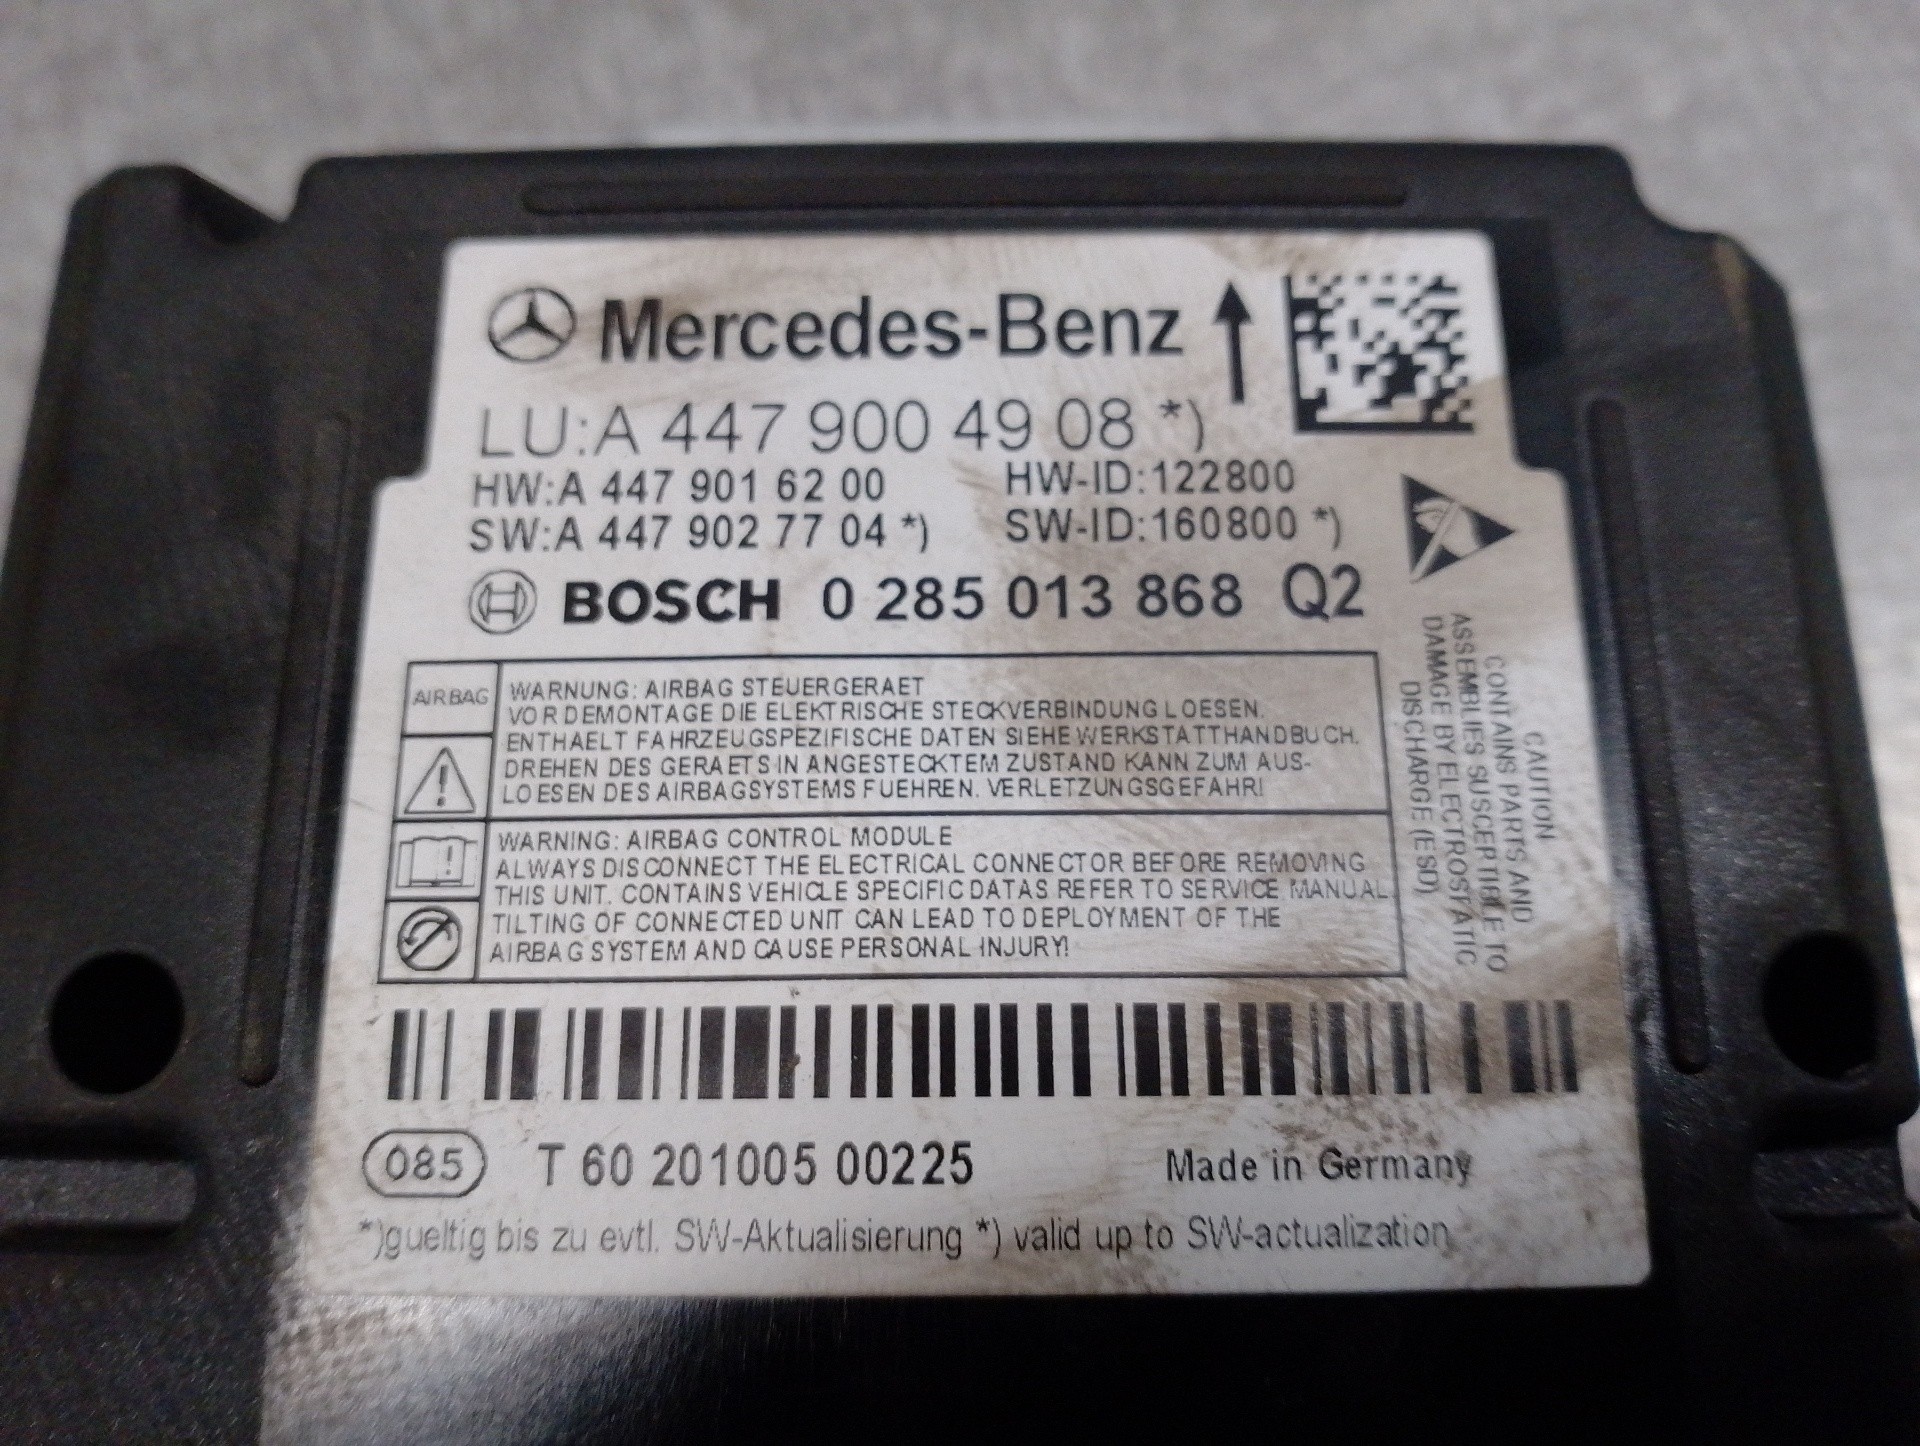 Mercedes-Benz
LU:A 447 900 49 08 *)
HW:A 447 901 62 00 HW-ID:122800
SW:A 447 902 77 04 *) SW-ID:160800 *)
BOSCH 0 285 013 868 Q2
AIRBAG
WARNUNG: AIRBAG STEUERGERAET
VOR DEMONTAGE DIE ELEKTRISCHE STECKVERBINDUNG LOESEN.
ENTHAELT FAHRZEUGSPEZIFISCHE DATEN SIEHE WERKSTATTHANDBUCH.
DREHEN DES GERAETS IN ANGESTECKTEM ZUSTAND KANN ZUM AUS-
LOESEN DES AIRBAGSYSTEMS FUEHREN. VERLETZUNGSGEFAHR!
WARNING: AIRBAG CONTROL MODULE
ALWAYS DISCONNECT THE ELECTRICAL CONNECTOR BEFORE REMOVING
THIS UNIT. CONTAINS VEHICLE SPECIFIC DATAS REFER TO SERVICE MANUAL
TILTING OF CONNECTED UNIT CAN LEAD TO DEPLOYMENT OF THE
AIRBAG SYSTEM AND CAUSE PERSONAL INJURY!
CAUTION
CONTAINS PARTS AND
ASSEMBLIES SUSCEPTIBLE TO
DAMAGE BY ELECTROSTATIC
DISCHARGE (ESD)
085 T 60 201005 00225 Made in Germany
*)gueltig bis zu evtl. SW-Aktualisierung *) valid up to SW-actualization